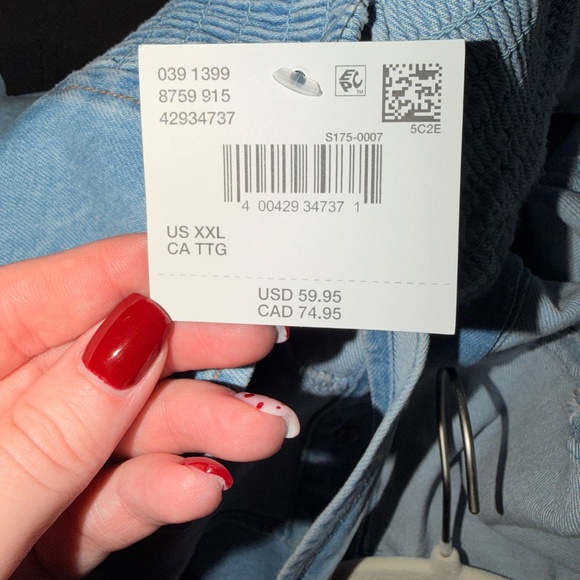 039 1399
8759 915
42934737
EPC™
5C2E
S175-0007
4 00429 34737 1
US XXL
CA TTG
USD 59.95
CAD 74.95